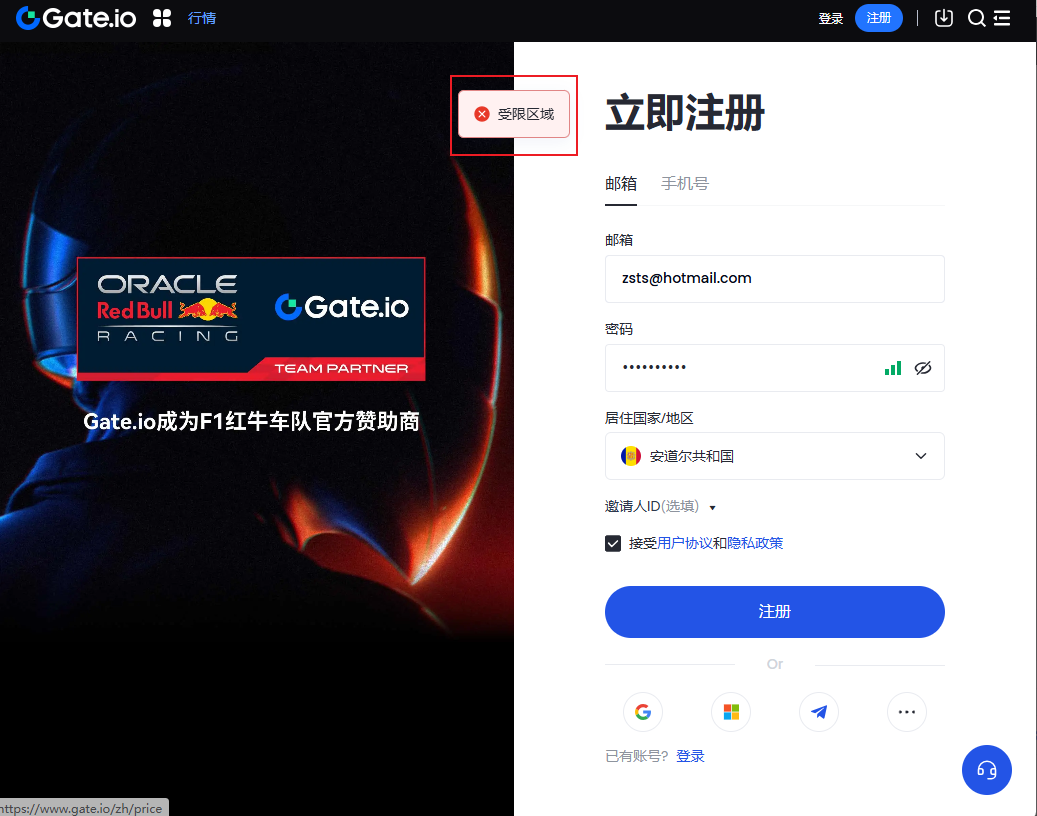 Gate.io
行情
登录
注册
受限区域
ORACLE
Red Bull
RACING
Gate.io
TEAM PARTNER
Gate.io成为F1红牛车队官方赞助商
立即注册
邮箱 手机号
邮箱
zsts@hotmail.com
密码
••••••••••
居住国家/地区
安道尔共和国
邀请人ID(选填)
接受用户协议和隐私政策
注册
Or
已有账号? 登录
https://www.gate.io/zh/price